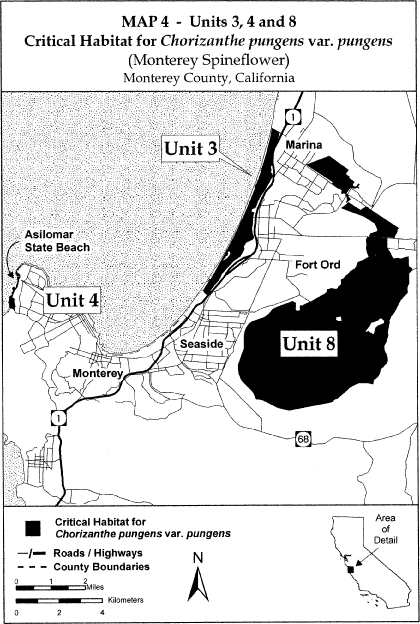 MAP 4 - Units 3, 4 and 8
Critical Habitat for Chorizanthe pungens var. pungens
(Monterey Spineflower)
Monterey County, California
1
Marina
Unit 3
Asilomar
State Beach
Fort Ord
Unit 4
Seaside
Unit 8
Monterey
1
68
Critical Habitat for
Chorizanthe pungens var. pungens
Roads / Highways
County Boundaries
0 1 2
Miles
Kilometers
0 2 4
N
Area
of
Detail